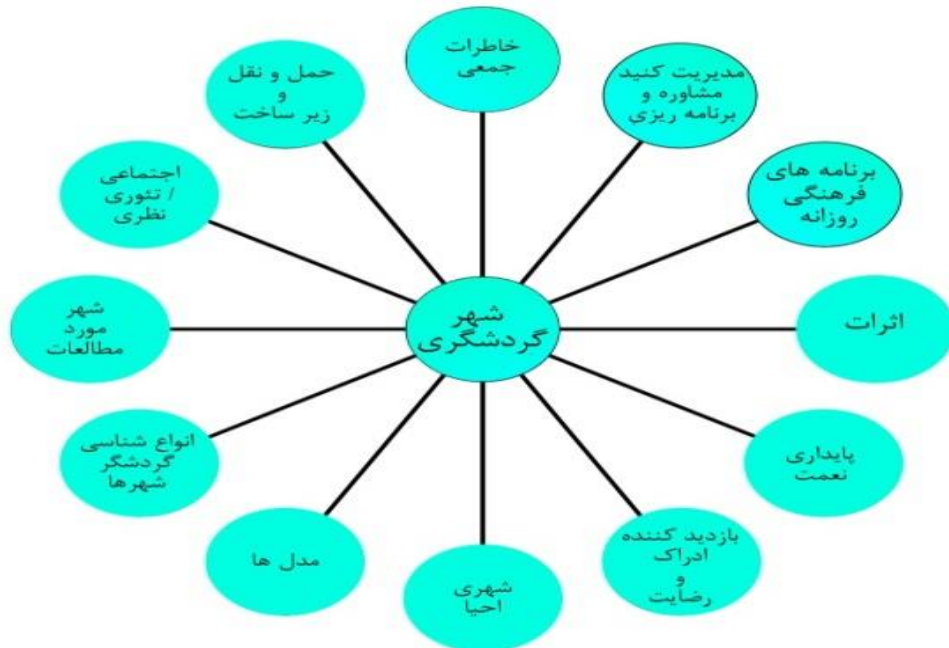 خاطرات
جمعی
مدیریت کنید
مشاوره و
برنامه ریزی
برنامه های
فرهنگی
روزانه
اثرات
پایداری
نعمت
بازدید کننده
ادراک
و
رضایت
شهری
احیا
مدل ها
انواع شناسی
گردشگر
شهرها
شهر
مورد
مطالعات
اجتماعی
/ تئوری
نظری
حمل و نقل
و
زیر ساخت
شهر
گردشگری